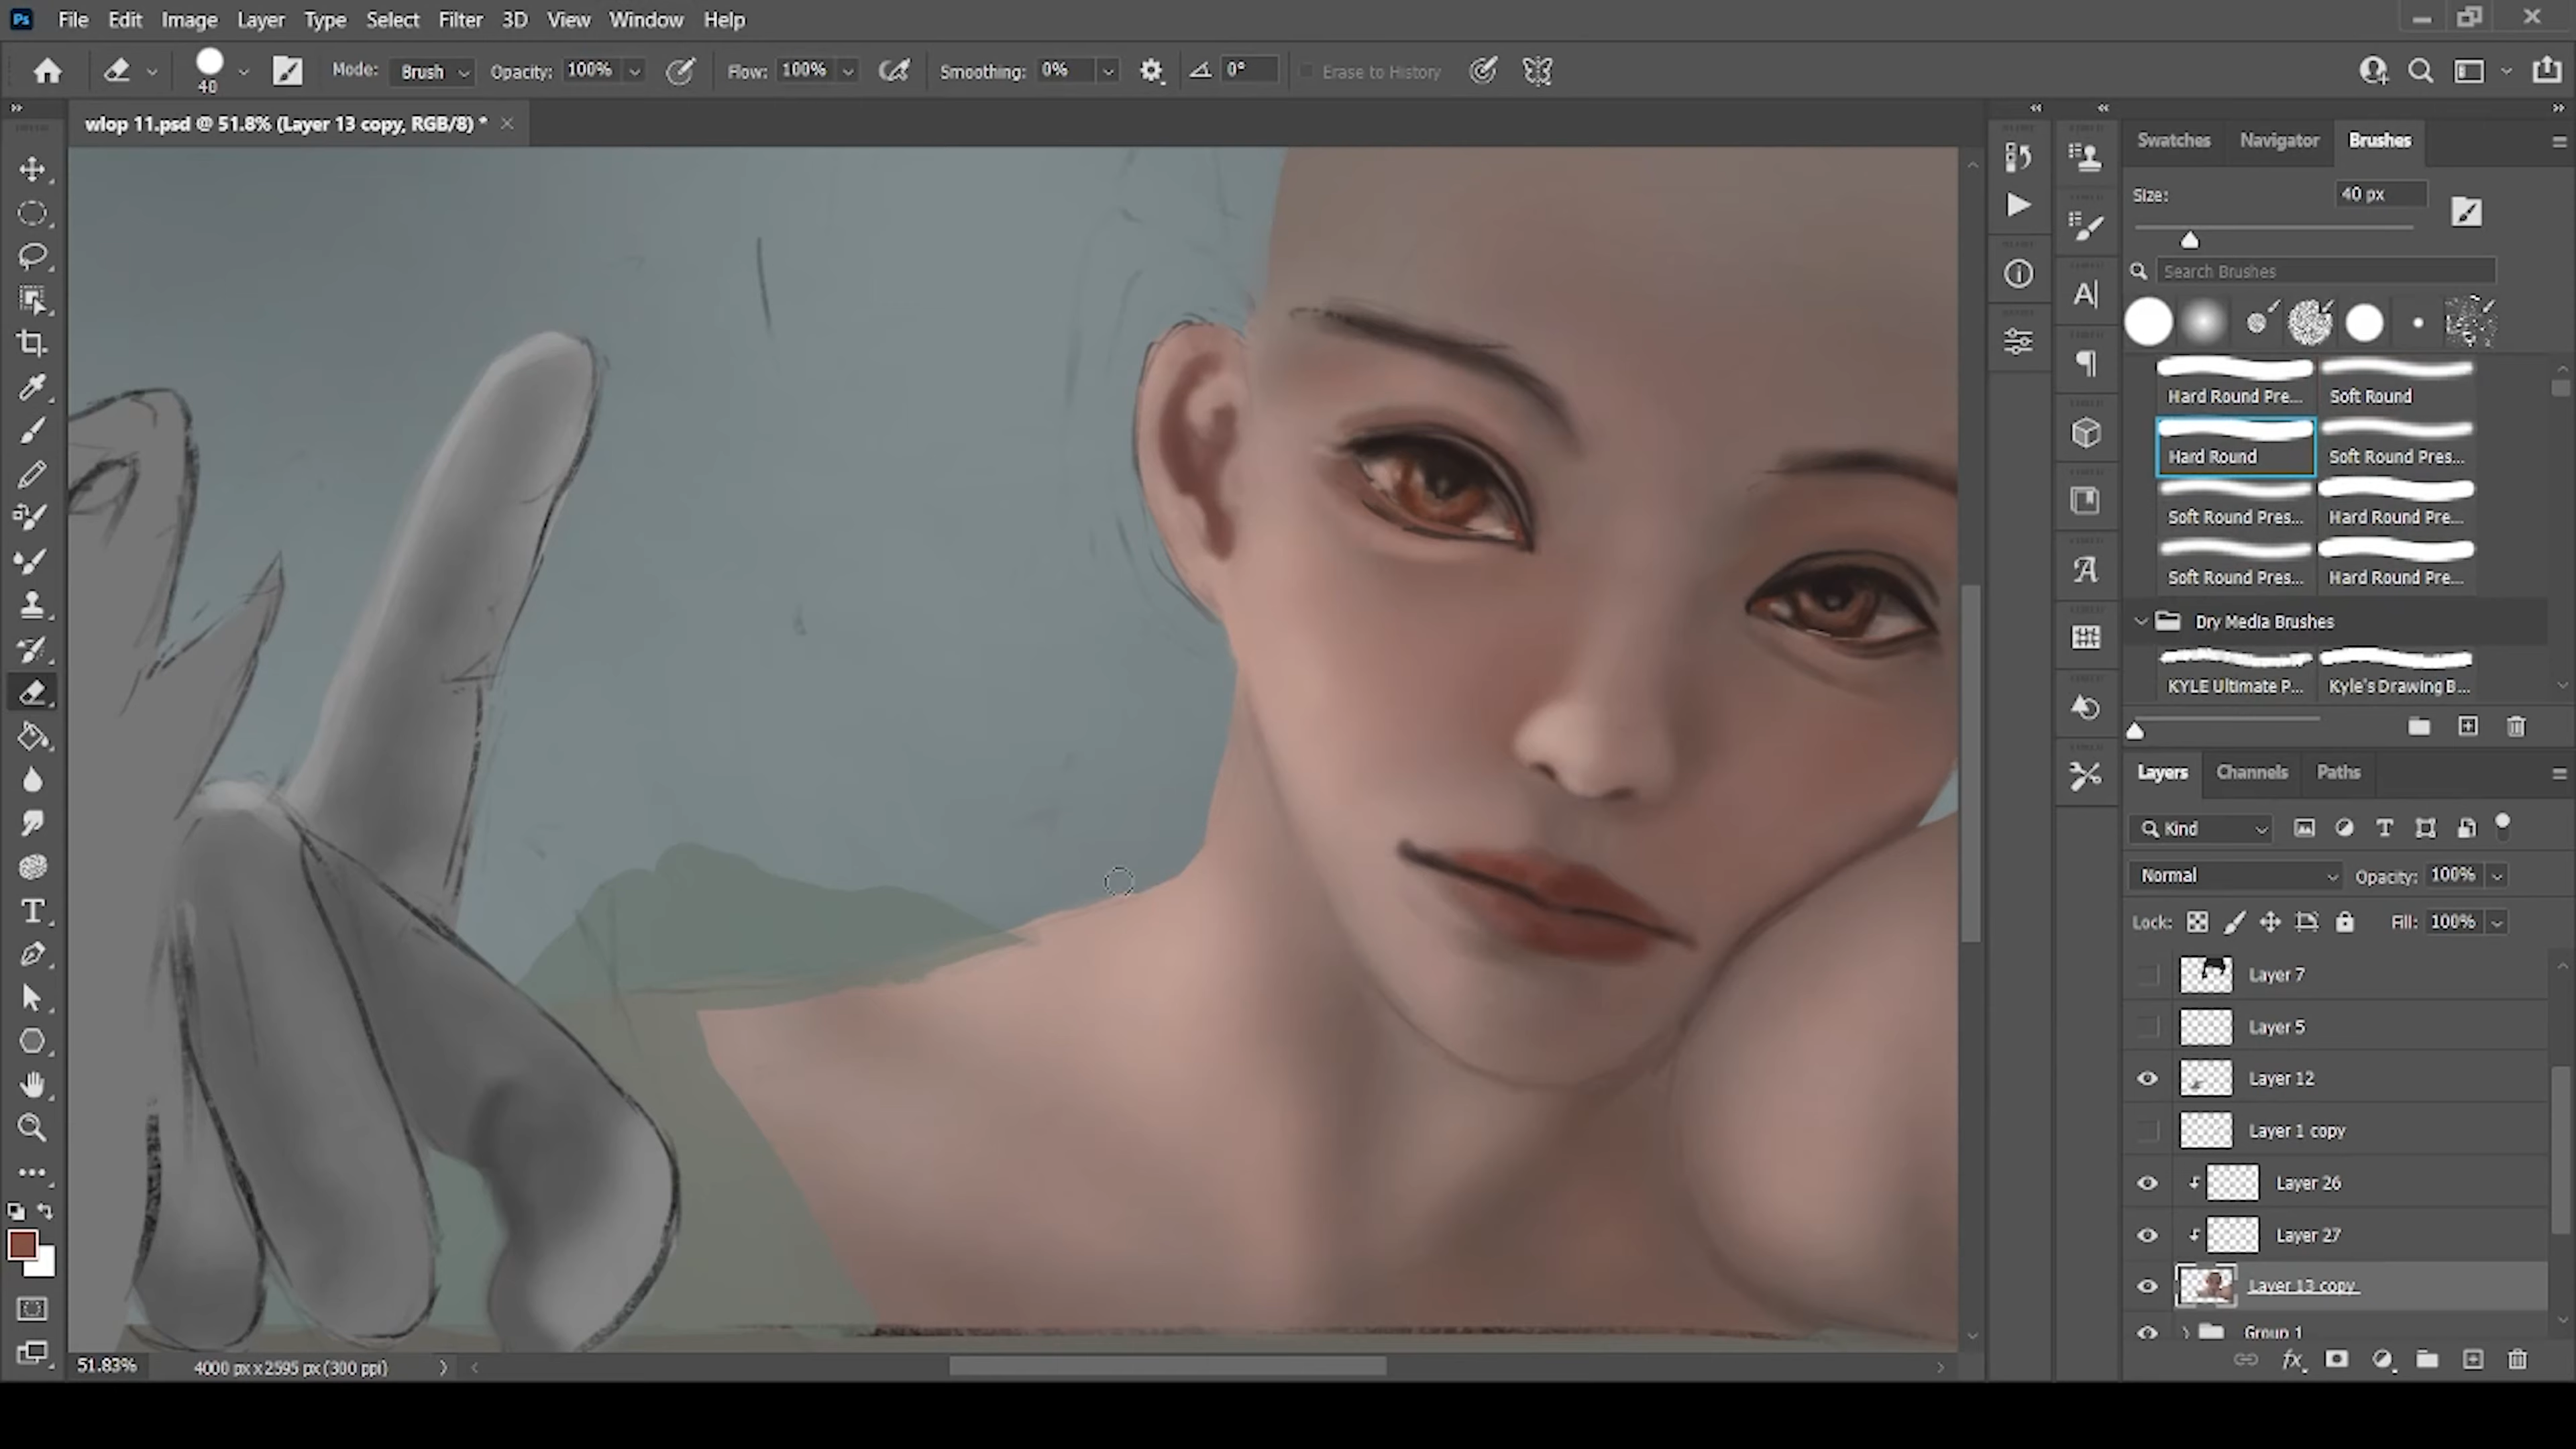 Ps File Edit Image Layer Type Select Filter 3D View Window Help
40 Mode: Brush Opacity: 100% Flow: 100% Smoothing: 0% 0° Erase to History
wlop 11.psd @ 51.8% (Layer 13 copy, RGB/8) *
Swatches Navigator Brushes
Size: 40 px
Search Brushes
Hard Round Pre... Soft Round
Hard Round Soft Round Pres...
Soft Round Pres... Hard Round Pre...
Soft Round Pres... Hard Round Pre...
Dry Media Brushes
KYLE Ultimate P... Kyle's Drawing B...
Layers Channels Paths
Kind
Normal Opacity: 100%
Lock: Fill: 100%
Layer 7
Layer 5
Layer 12
Layer 1 copy
Layer 26
Layer 27
Layer 13 copy
Group 1
51.83% 4000 px x 2595 px (300 ppi)